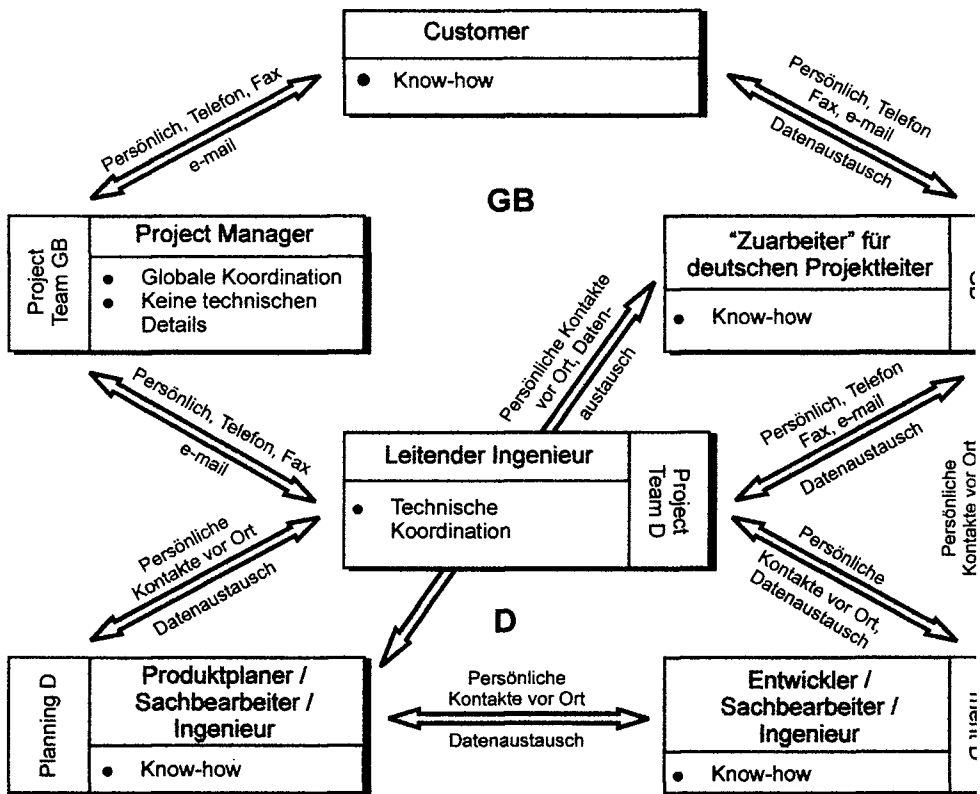 Customer
● Know-how
Persönlich, Telefon, Fax
e-mail
Persönlich, Telefon
Fax, e-mail
Datenaustausch
GB
Project
Team GB
Project Manager
● Globale Koordination
● Keine technischen
Details
"Zuarbeiter" für
deutschen Projektleiter
● Know-how
Persönliche Kontakte
vor Ort, Daten-
austausch
Persönlich, Telefon, Fax
e-mail
Persönlich, Telefon
Fax, e-mail
Datenaustausch
Leitender Ingenieur
● Technische
Koordination
Project
Team D
Persönliche
Kontakte vor Ort
Persönliche
Kontakte vor Ort
Datenaustausch
Persönliche
Kontakte vor Ort,
Datenaustausch
D
Planning D
Produktplaner /
Sachbearbeiter /
Ingenieur
● Know-how
Persönliche
Kontakte vor Ort
Datenaustausch
Entwickler /
Sachbearbeiter /
Ingenieur
● Know-how